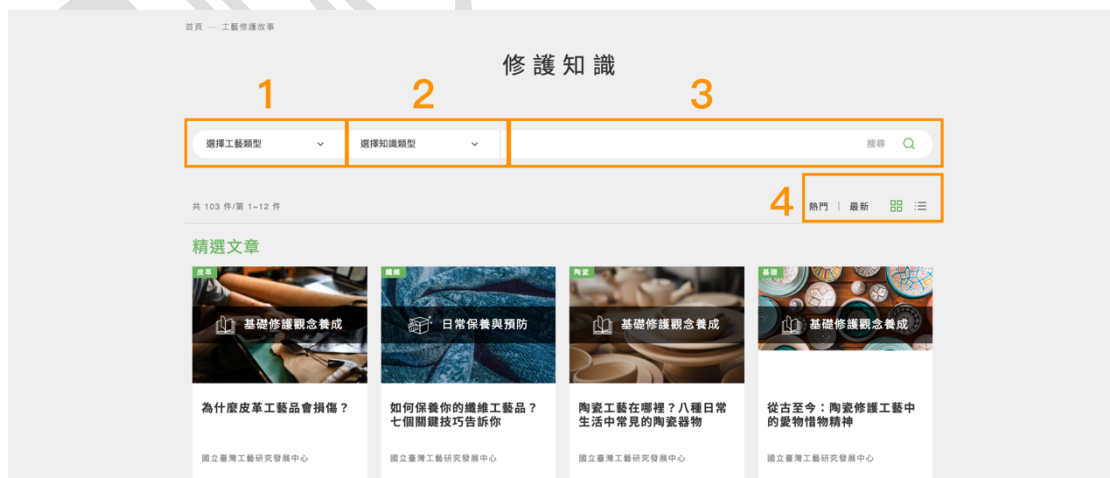 首頁 — 工藝修護故事
修護知識
1
2
3
選擇工藝類型
選擇知識類型
搜尋
共 103 件/第 1~12 件
4
熱門 | 最新
精選文章
皮革
纖維
陶瓷
基礎
基礎修護觀念養成
日常保養與預防
基礎修護觀念養成
基礎修護觀念養成
為什麼皮革工藝品會損傷？
如何保養你的纖維工藝品？
七個關鍵技巧告訴你
陶瓷工藝在哪裡？八種日常
生活中常見的陶瓷器物
從古至今：陶瓷修護工藝中
的愛物惜物精神
國立臺灣工藝研究發展中心
國立臺灣工藝研究發展中心
國立臺灣工藝研究發展中心
國立臺灣工藝研究發展中心